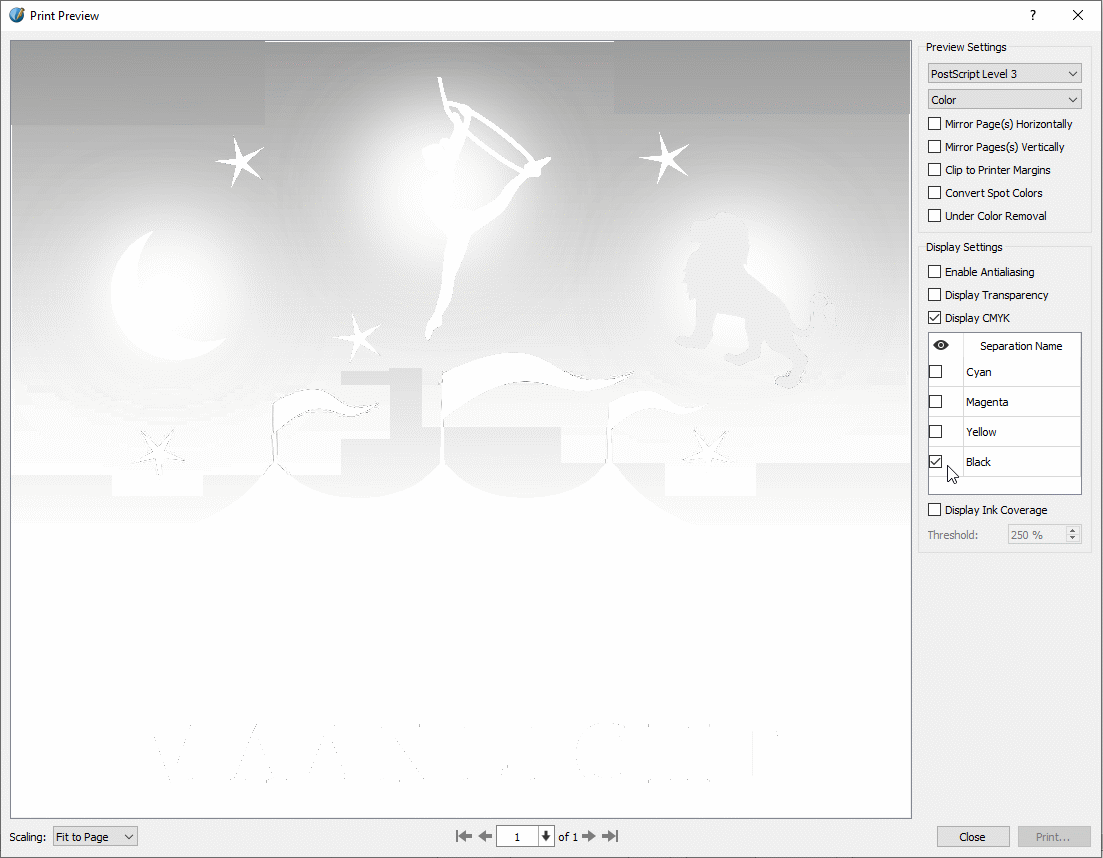 Print Preview
?
Preview Settings
PostScript Level 3
Color
Mirror Page(s) Horizontally
Mirror Pages(s) Vertically
Clip to Printer Margins
Convert Spot Colors
Under Color Removal
Display Settings
Enable Antialiasing
Display Transparency
Display CMYK
Separation Name
Cyan
Magenta
Yellow
Black
Display Ink Coverage
Threshold: 250 %
Scaling: Fit to Page
1 of 1
Close
Print...